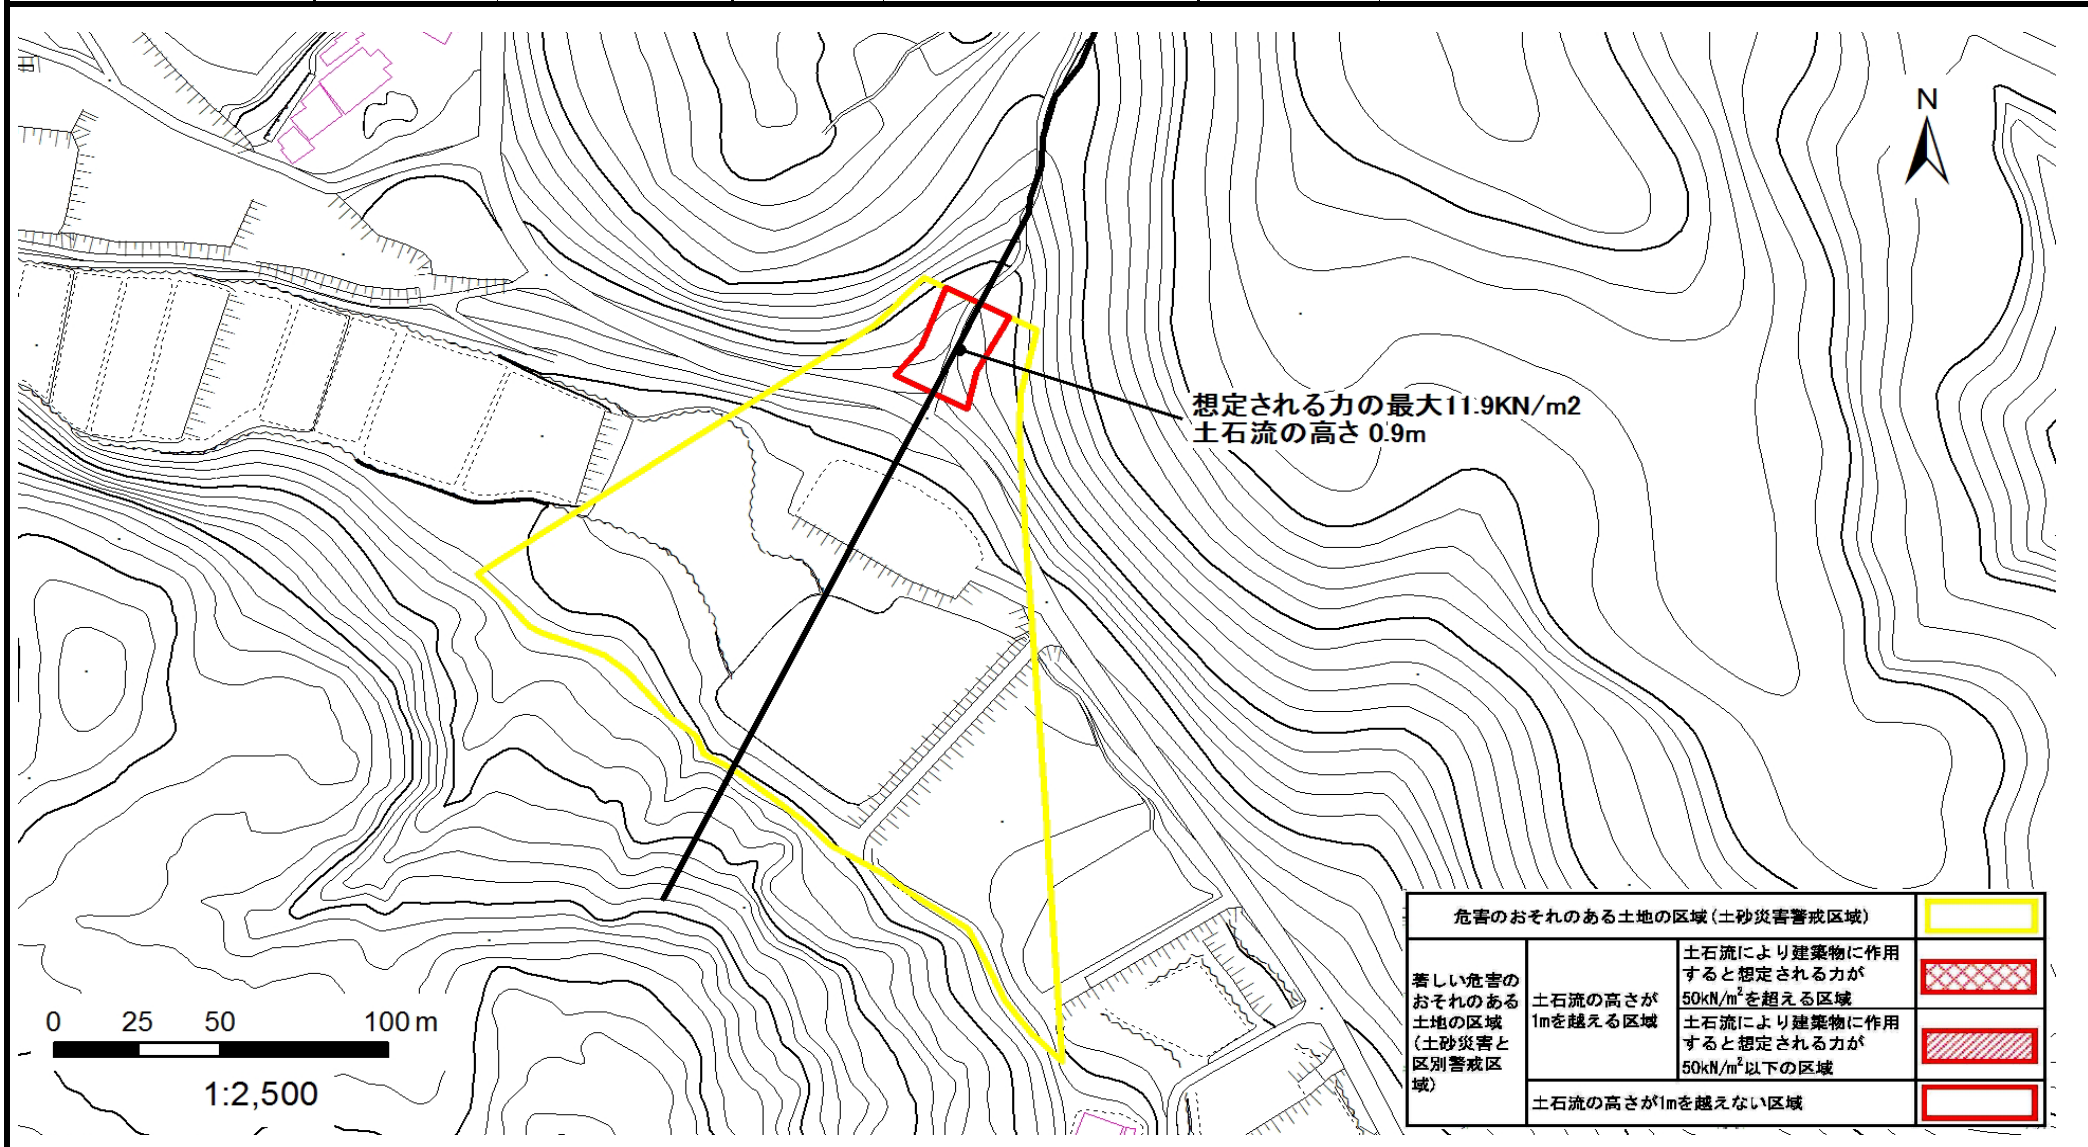 N
想定される力の最大11.9KN/m2
土石流の高さ 0.9m
0 25 50 100 m
1:2,500
危害のおそれのある土地の区域(土砂災害警戒区域)
著しい危害の
おそれのある
土地の区域
(土砂災害と
区別警戒区
域)
土石流の高さが
1mを越える区域
土石流により建築物に作用
すると想定される力が
50kN/m²を超える区域
土石流により建築物に作用
すると想定される力が
50kN/m²以下の区域
土石流の高さが1mを越えない区域